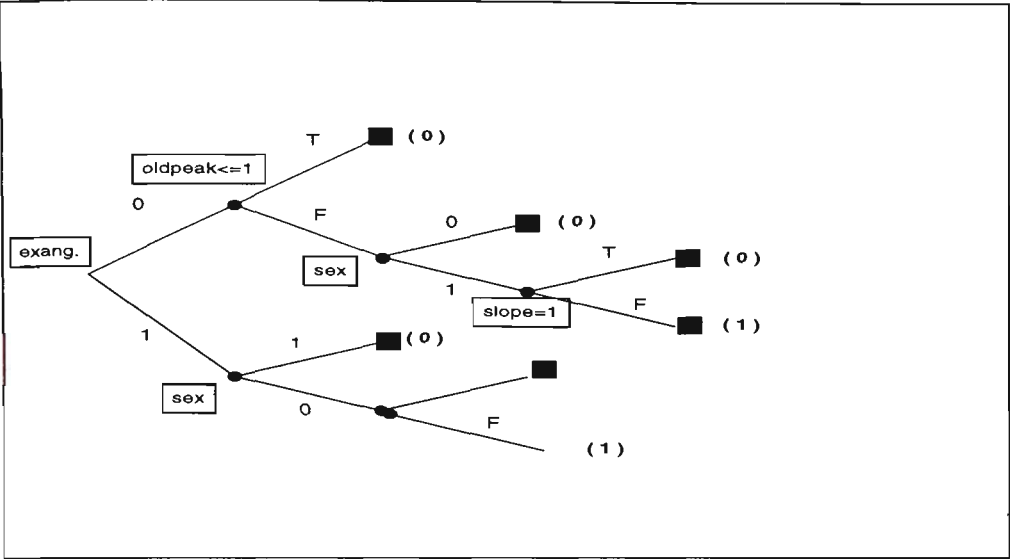 T (0)
oldpeak<=1
0
F
0 (0)
exang.
T (0)
sex
1
slope=1
F (1)
1
1 (0)
sex
0
F
(1)